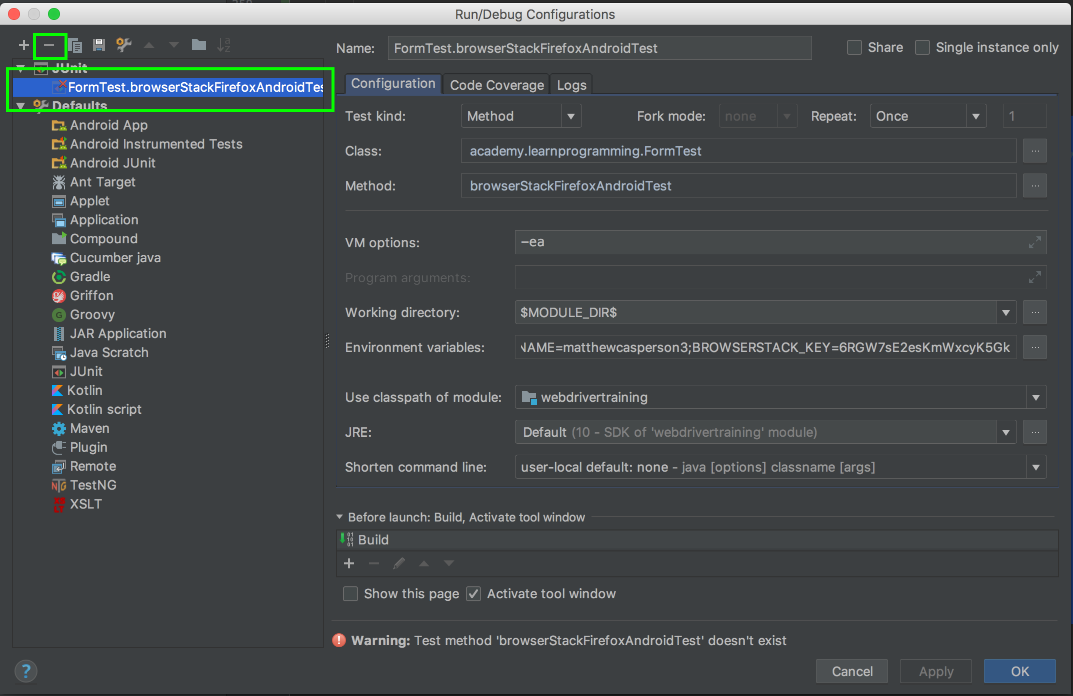 Run/Debug Configurations
Name: FormTest.browserStackFirefoxAndroidTest Share Single instance only
JUnit
FormTest.browserStackFirefoxAndroidTes
Defaults
Android App
Android Instrumented Tests
Android JUnit
Ant Target
Applet
Application
Compound
Cucumber java
Gradle
Griffon
Groovy
JAR Application
Java Scratch
JUnit
Kotlin
Kotlin script
Maven
Plugin
Remote
TestNG
XSLT
Configuration Code Coverage Logs
Test kind: Method Fork mode: none Repeat: Once 1
Class: academy.learnprogramming.FormTest ...
Method: browserStackFirefoxAndroidTest ...
VM options: -ea
Program arguments:
Working directory: $MODULE_DIR$ ...
Environment variables: NAME=matthewcasperson3;BROWSERSTACK_KEY=6RGW7sE2esKmWxcyK5Gk ...
Use classpath of module: webdrivertraining
JRE: Default (10 - SDK of 'webdrivertraining' module) ...
Shorten command line: user-local default: none - java [options] classname [args]
Before launch: Build, Activate tool window
Build
Show this page Activate tool window
Warning: Test method 'browserStackFirefoxAndroidTest' doesn't exist
? Cancel Apply OK